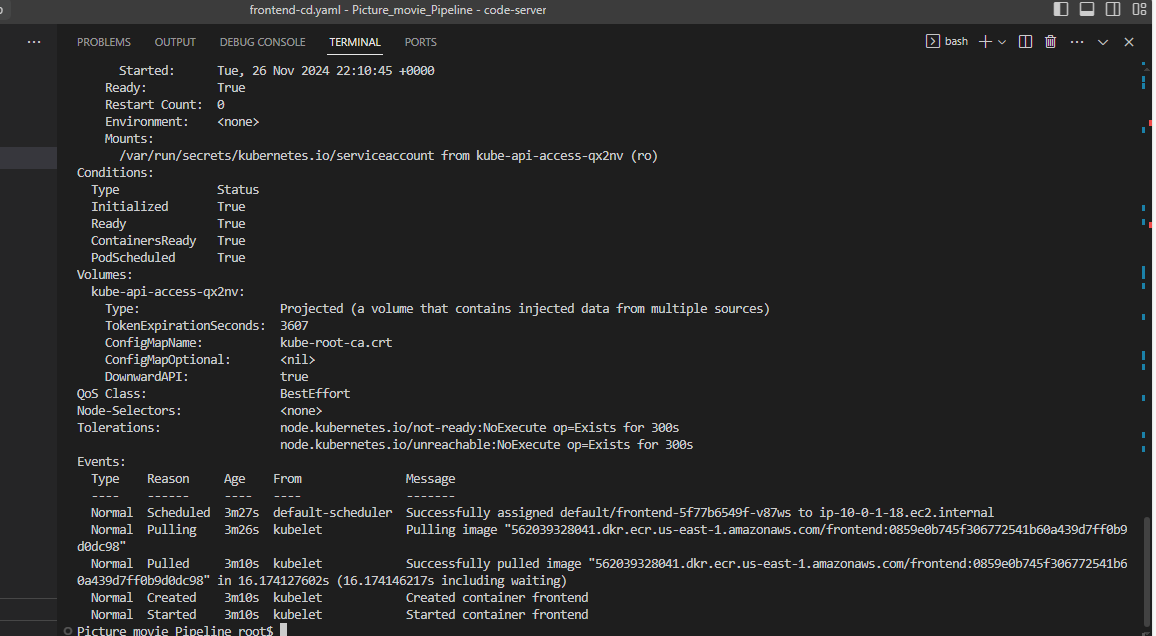 frontend-cd.yaml - Picture_movie_Pipeline - code-server
PROBLEMS OUTPUT DEBUG CONSOLE TERMINAL PORTS bash
Started: Tue, 26 Nov 2024 22:10:45 +0000
Ready: True
Restart Count: 0
Environment: <none>
Mounts:
/var/run/secrets/kubernetes.io/serviceaccount from kube-api-access-qx2nv (ro)
Conditions:
Type Status
Initialized True
Ready True
ContainersReady True
PodScheduled True
Volumes:
kube-api-access-qx2nv:
Type: Projected (a volume that contains injected data from multiple sources)
TokenExpirationSeconds: 3607
ConfigMapName: kube-root-ca.crt
ConfigMapOptional: <nil>
DownwardAPI: true
QoS Class: BestEffort
Node-Selectors: <none>
Tolerations: node.kubernetes.io/not-ready:NoExecute op=Exists for 300s
node.kubernetes.io/unreachable:NoExecute op=Exists for 300s
Events:
Type Reason Age From Message
---- ------ ---- ---- -------
Normal Scheduled 3m27s default-scheduler Successfully assigned default/frontend-5f77b6549f-v87ws to ip-10-0-1-18.ec2.internal
Normal Pulling 3m26s kubelet Pulling image "562039328041.dkr.ecr.us-east-1.amazonaws.com/frontend:0859e0b745f306772541b60a439d7ff0b9
d0dc98"
Normal Pulled 3m10s kubelet Successfully pulled image "562039328041.dkr.ecr.us-east-1.amazonaws.com/frontend:0859e0b745f306772541b6
0a439d7ff0b9d0dc98" in 16.174127602s (16.174146217s including waiting)
Normal Created 3m10s kubelet Created container frontend
Normal Started 3m10s kubelet Started container frontend
Picture_movie_Pipeline root$